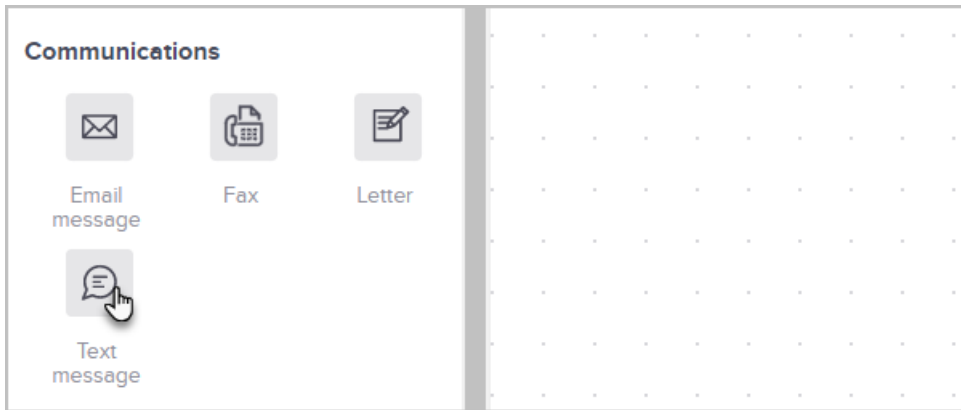 Communications
Email
message
Fax
Letter
Text
message